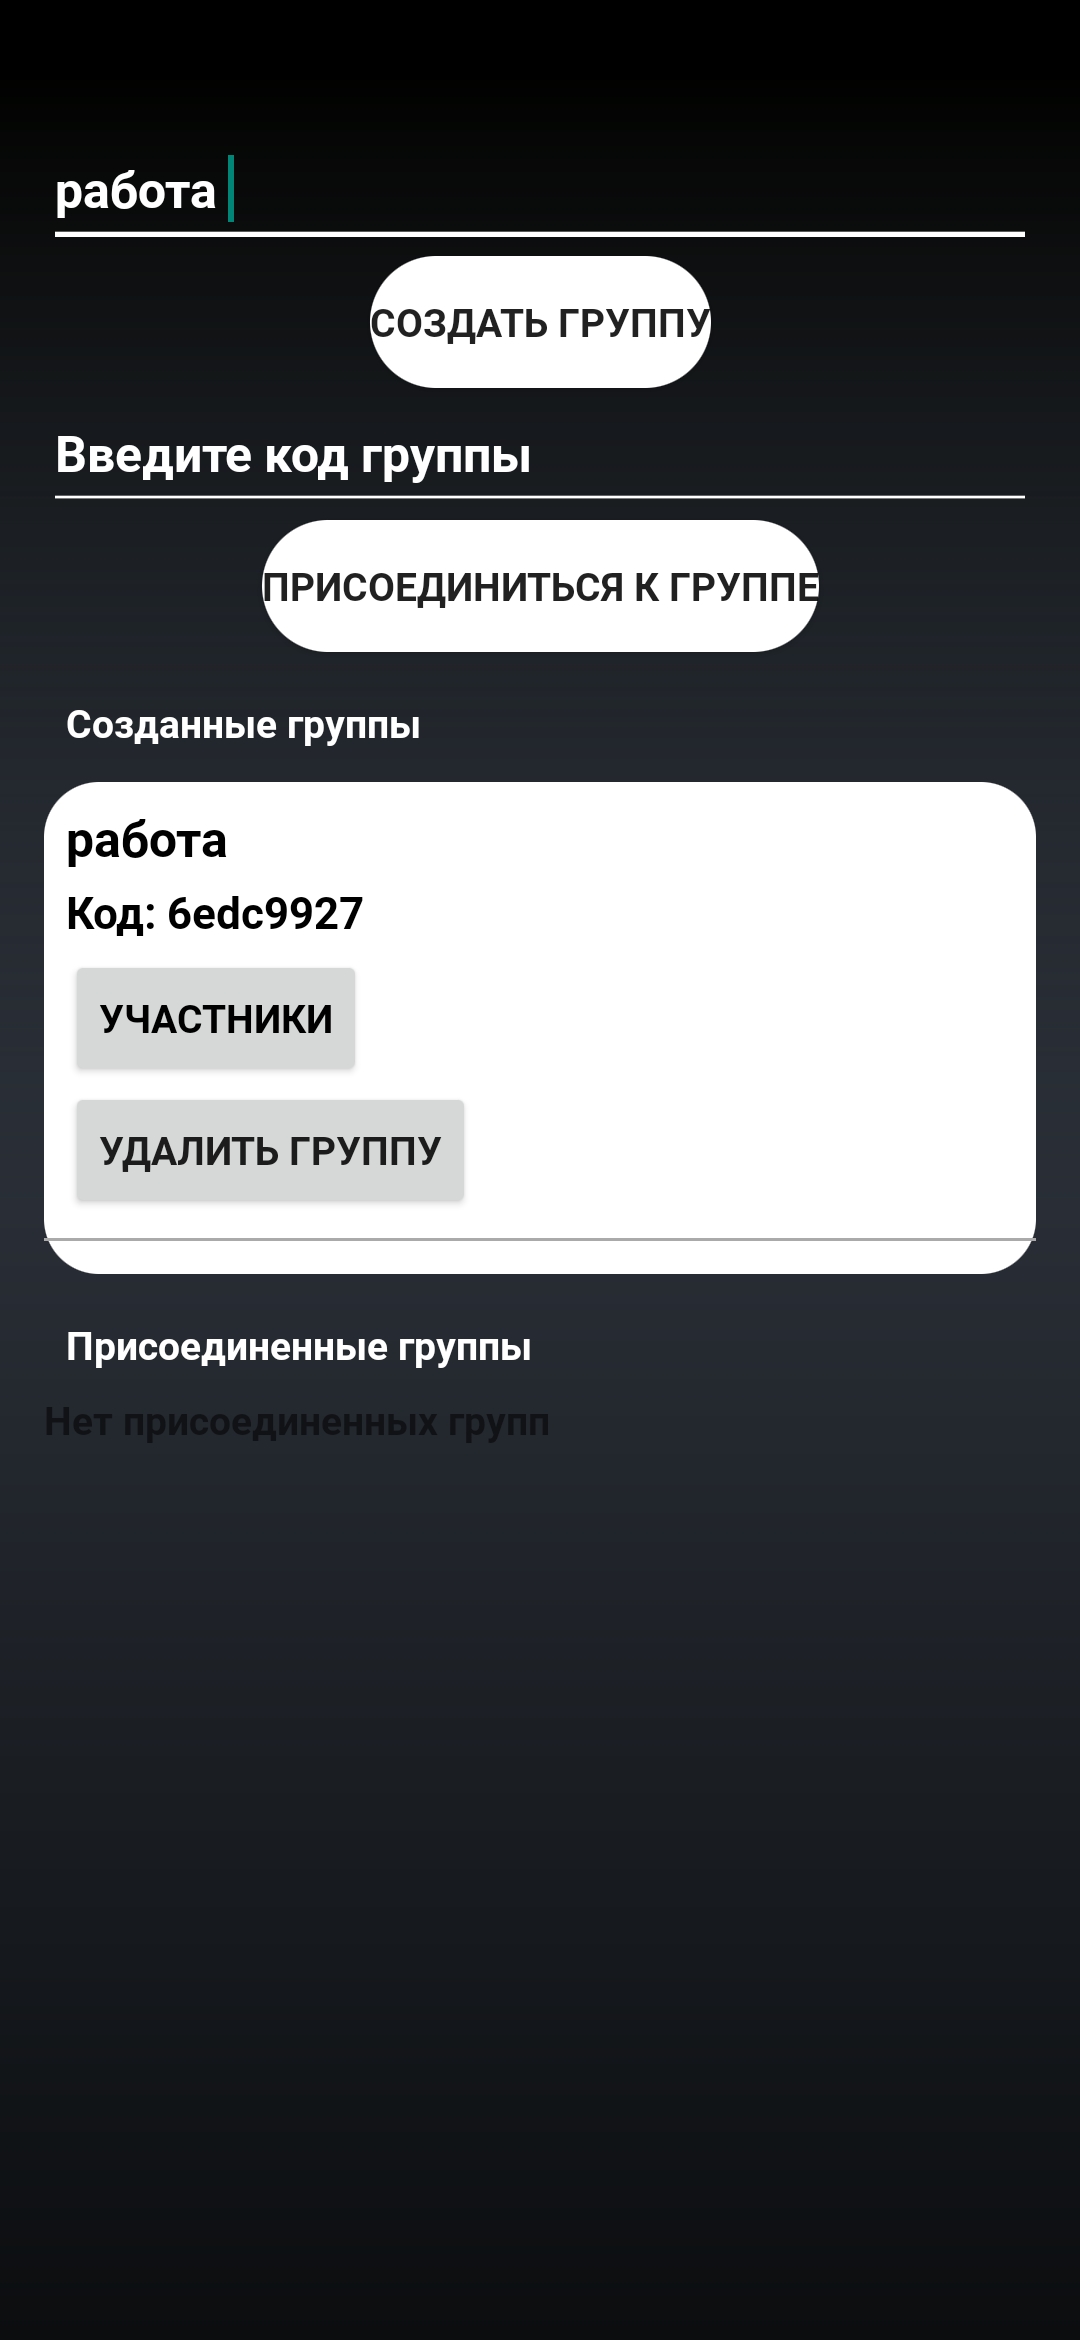 работа
СОЗДАТЬ ГРУППУ
Введите код группы
ПРИСОЕДИНИТЬСЯ К ГРУППЕ
Созданные группы
работа
Код: 6edc9927
УЧАСТНИКИ
УДАЛИТЬ ГРУППУ
Присоединенные группы
Нет присоединенных групп